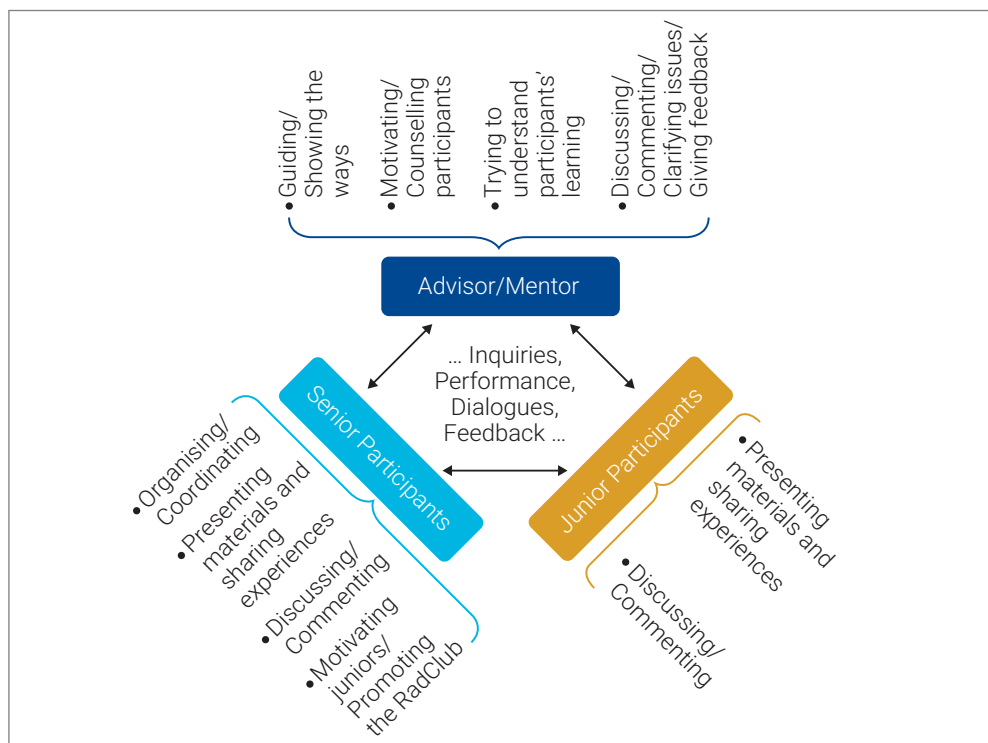 • Guiding/
Showing the
ways
• Motivating/
Counselling
participants
• Trying to
understand
participants’
learning
• Discussing/
Commenting/
Clarifying issues/
Giving feedback
Advisor/Mentor
... Inquiries,
Performance,
Dialogues,
Feedback ...
Senior Participants
Junior Participants
• Organising/
Coordinating
• Presenting
materials and
sharing
experiences
• Discussing/
Commenting
• Motivating
juniors/
Promoting
the RadClub
• Presenting
materials and
sharing
experiences
• Discussing/
Commenting